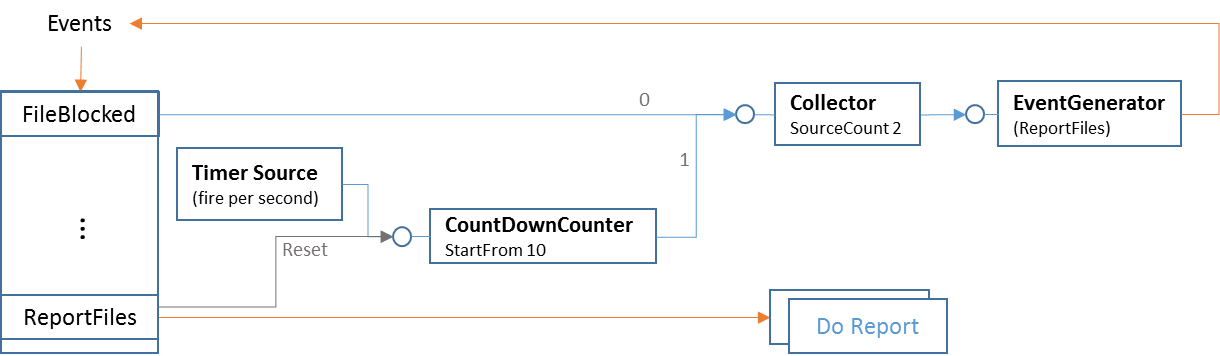 Events
FileBlocked
0
Collector
SourceCount 2
EventGenerator
(ReportFiles)
Timer Source
(fire per second)
1
CountDownCounter
StartFrom 10
Reset
ReportFiles
Do Report